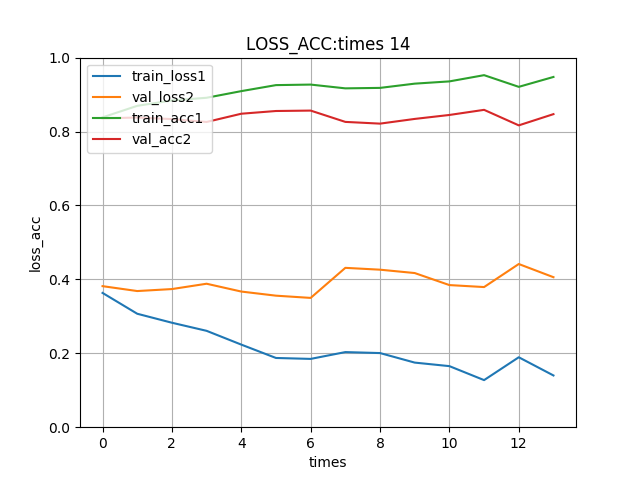 LOSS_ACC:times 14
train_loss1
val_loss2
train_acc1
val_acc2
loss_acc
1.0
0.8
0.6
0.4
0.2
0.0
0 2 4 6 8 10 12
times